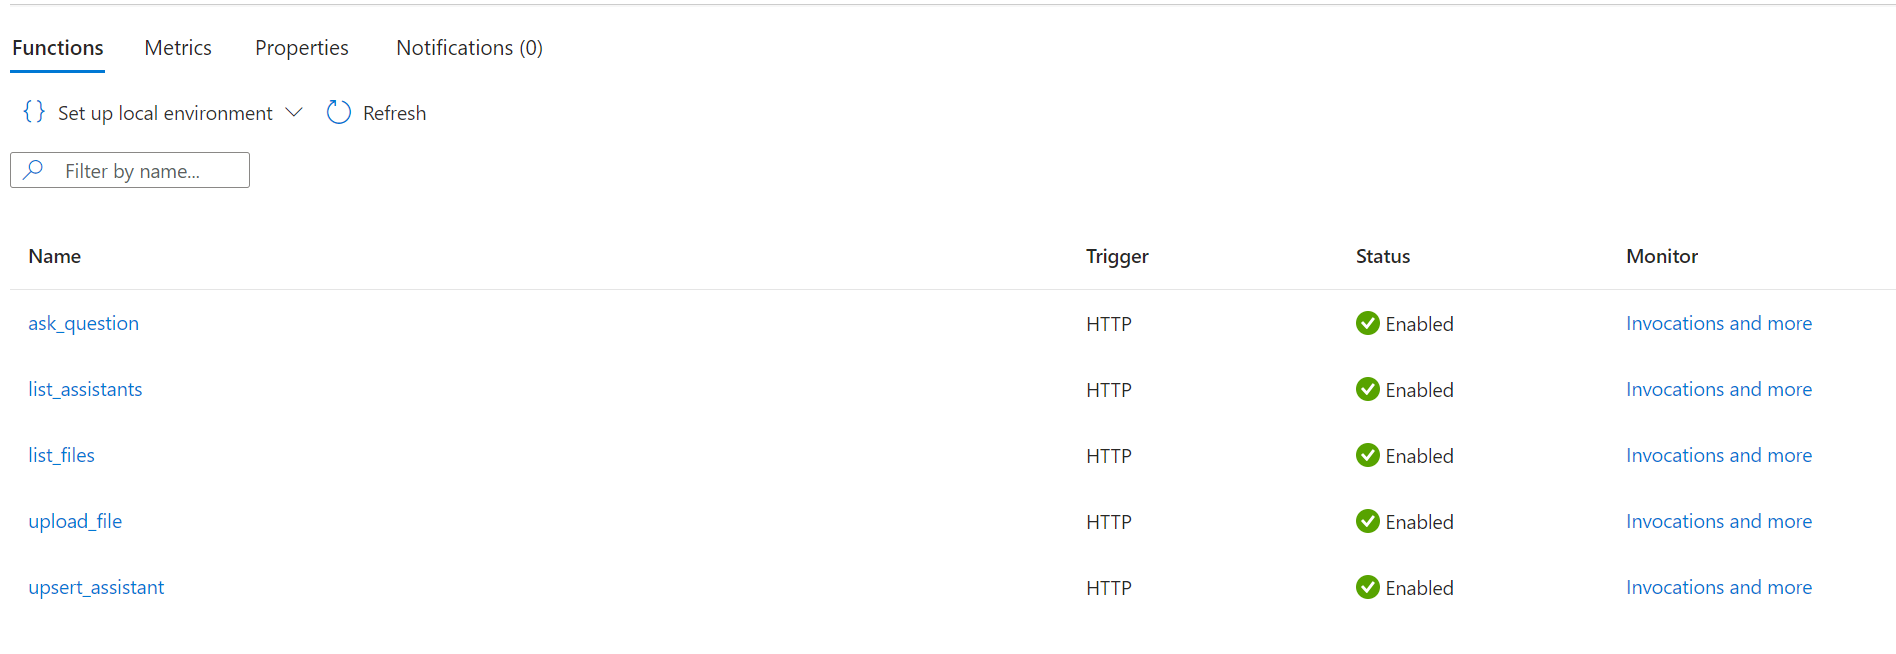 Functions Metrics Properties Notifications (0)
{} Set up local environment Refresh
Filter by name...
Name Trigger Status Monitor
ask_question HTTP Enabled Invocations and more
list_assistants HTTP Enabled Invocations and more
list_files HTTP Enabled Invocations and more
upload_file HTTP Enabled Invocations and more
upsert_assistant HTTP Enabled Invocations and more